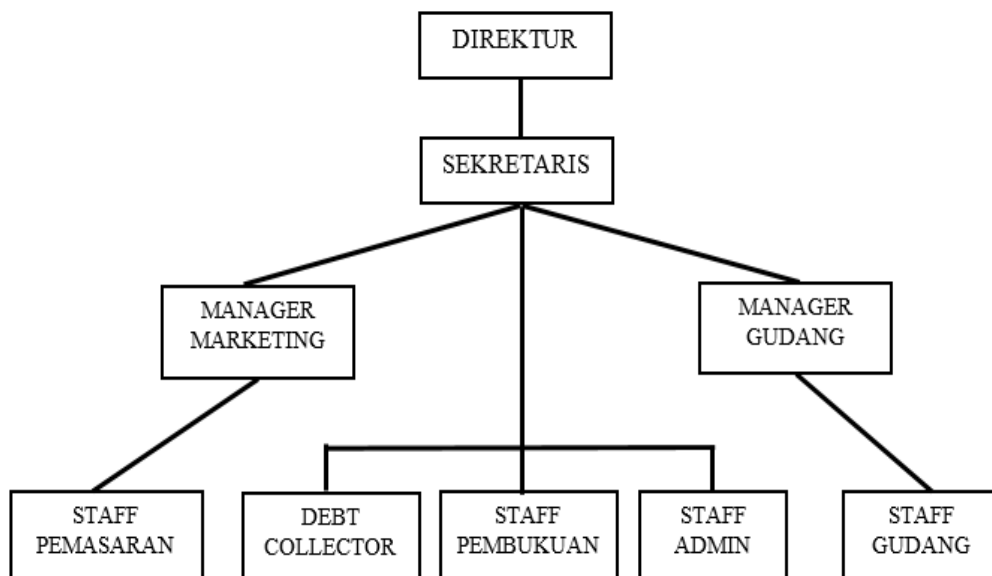 DIREKTUR
SEKRETARIS
MANAGER
MARKETING
MANAGER
GUDANG
STAFF
PEMASARAN
DEBT
COLLECTOR
STAFF
PEMBUKUAN
STAFF
ADMIN
STAFF
GUDANG